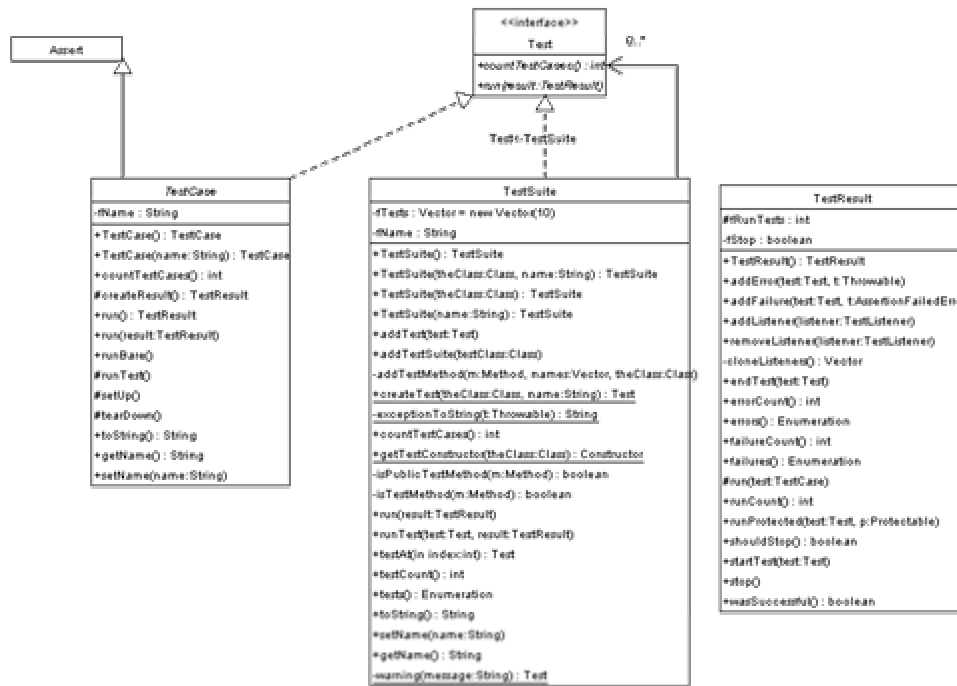 <<interface>>
Test
+countTestCases() : int
+run(result:TestResult)
Assert
0..*
Test<-TestSuite
TestCase
-fName : String
+TestCase() : TestCase
+TestCase(name:String) : TestCase
+countTestCases() : int
#createResult() : TestResult
+run() : TestResult
+run(result:TestResult)
+runBare()
#runTest()
#setUp()
#tearDown()
+toString() : String
+getName() : String
+setName(name:String)
TestSuite
-fTests : Vector = new Vector(10)
-fName : String
+TestSuite() : TestSuite
+TestSuite(theClass:Class, name:String) : TestSuite
+TestSuite(theClass:Class) : TestSuite
+TestSuite(name:String) : TestSuite
+addTest(test:Test)
+addTestSuite(testClass:Class)
-addTestMethod(m:Method, names:Vector, theClass:Class)
+createTest(theClass:Class, name:String) : Test
-exceptionToString(t:Throwable) : String
+countTestCases() : int
+getTestConstructor(theClass:Class) : Constructor
-isPublicTestMethod(m:Method) : boolean
-isTestMethod(m:Method) : boolean
+run(result:TestResult)
+runTest(test:Test, result:TestResult)
+testAt(in index:int) : Test
+testCount() : int
+tests() : Enumeration
+toString() : String
+setName(name:String)
+getName() : String
-warning(message:String) : Test
TestResult
#fRunTests : int
-fStop : boolean
+TestResult() : TestResult
+addError(test:Test, t:Throwable)
+addFailure(test:Test, t:AssertionFailedErr
+addListener(listener:TestListener)
+removeListener(listener:TestListener)
-cloneListeners() : Vector
+endTest(test:Test)
+errorCount() : int
+errors() : Enumeration
+failureCount() : int
+failures() : Enumeration
#run(test:TestCase)
+runCount() : int
+runProtected(test:Test, p:Protectable)
+shouldStop() : boolean
+startTest(test:Test)
+stop()
+wasSuccessful() : boolean